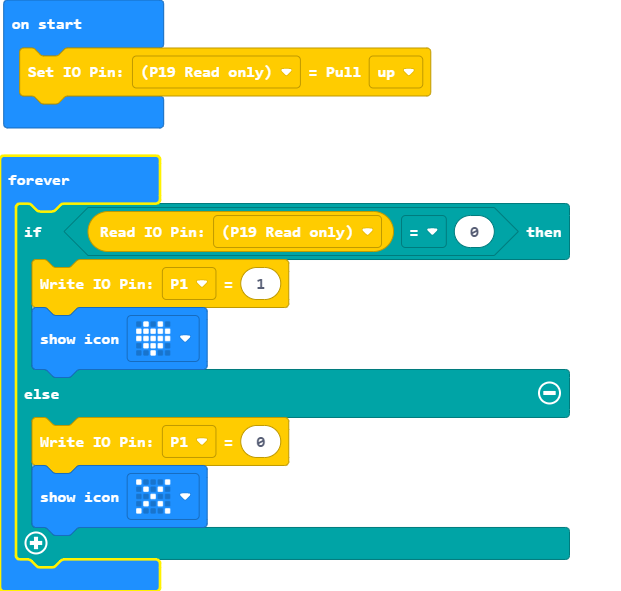 on start
Set IO Pin: (P19 Read only) = Pull up
forever
if Read IO Pin: (P19 Read only) = 0 then
Write IO Pin: P1 = 1
show icon
else
Write IO Pin: P1 = 0
show icon